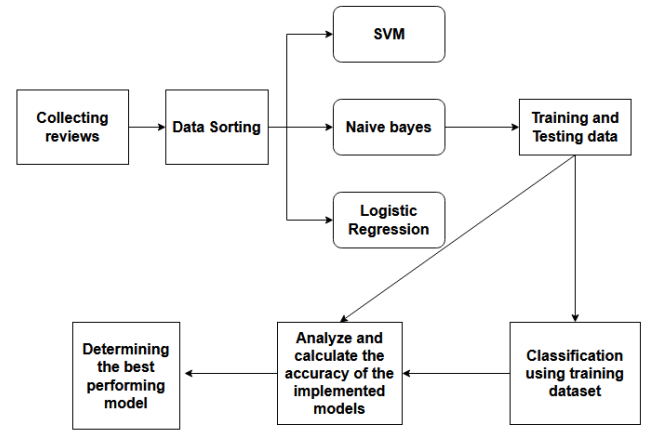 SVM
Collecting
reviews
Data Sorting
Naive bayes
Training and
Testing data
Logistic
Regression
Determining
the best
performing
model
Analyze and
calculate the
accuracy of the
implemented
models
Classification
using training
dataset